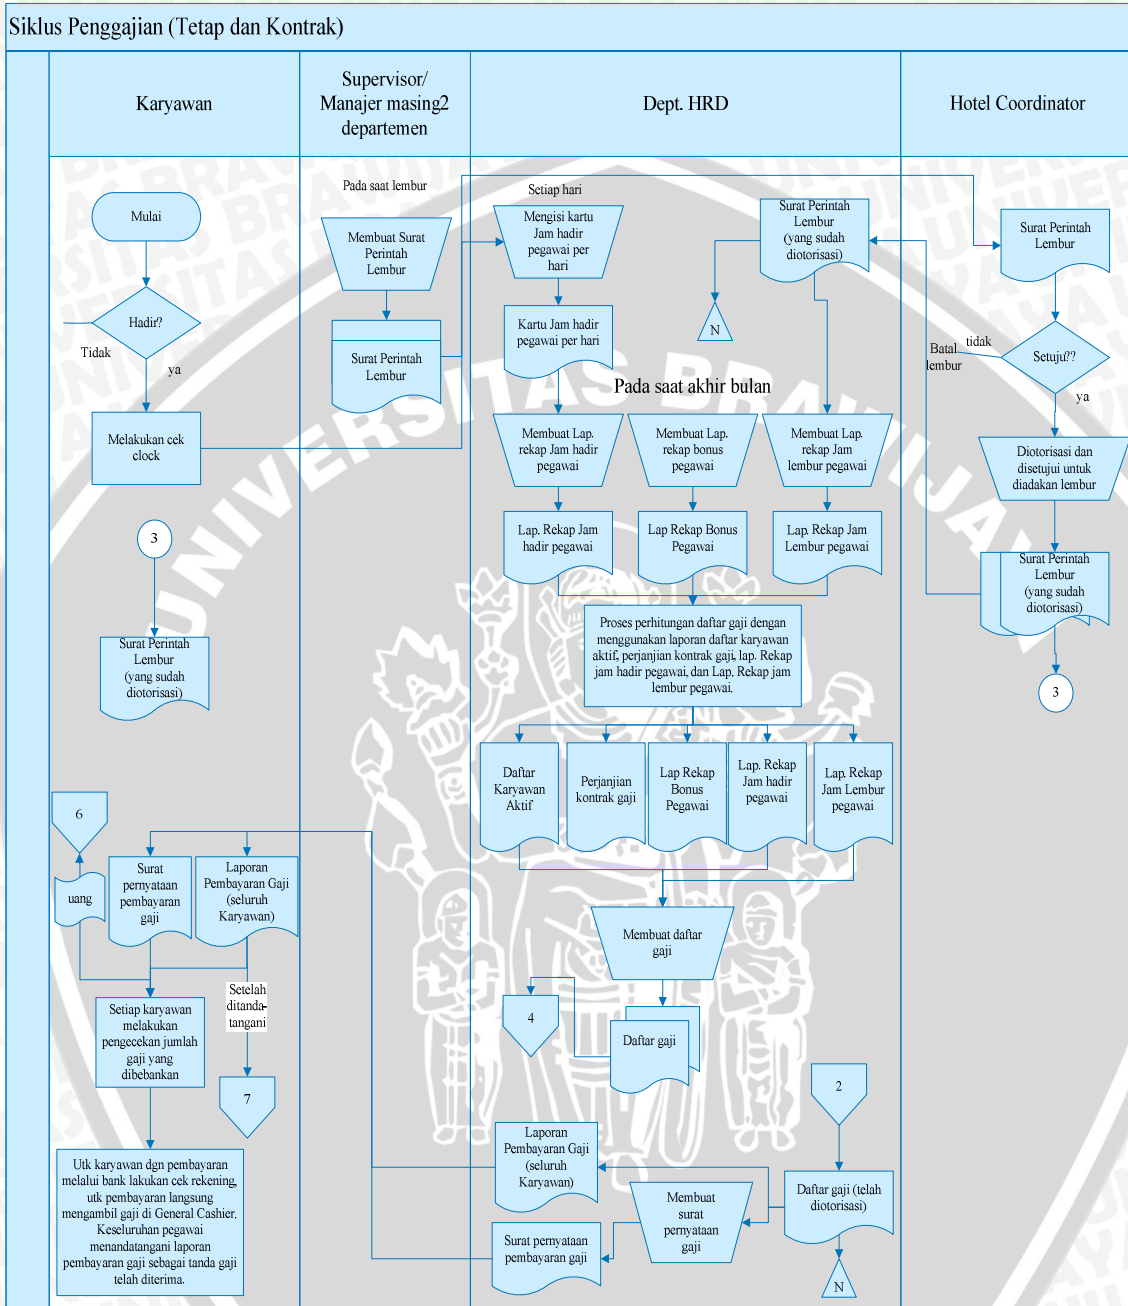 Siklus Penggajian (Tetap dan Kontrak)
Karyawan
Supervisor/
Manajer masing2
departemen
Dept. HRD
Hotel Coordinator
Mulai
Hadir?
Tidak
ya
Melakukan cek
clock
3
Surat Perintah
Lembur
(yang sudah
diotorisasi)
6
uang
Surat
pernyataan
pembayaran
gaji
Laporan
Pembayaran Gaji
(seluruh
Karyawan)
Setelah
ditanda-
tangani
Setiap karyawan
melakukan
pengecekan jumlah
gaji yang
dibebankan
7
Utk karyawan dgn pembayaran
melalui bank lakukan cek rekening,
utk pembayaran langsung
mengambil gaji di General Cashier.
Keseluruhan pegawai
menandatangani laporan
pembayaran gaji sebagai tanda gaji
telah diterima.
Pada saat lembur
Membuat Surat
Perintah
Lembur
Surat Perintah
Lembur
Setiap hari
Mengisi kartu
Jam hadir
pegawai per
hari
Kartu Jam hadir
pegawai per hari
Surat Perintah
Lembur
(yang sudah
diotorisasi)
N
Pada saat akhir bulan
Membuat Lap.
rekap Jam hadir
pegawai
Membuat Lap.
rekap bonus
pegawai
Membuat Lap.
rekap Jam
lembur pegawai
Lap. Rekap Jam
hadir pegawai
Lap Rekap Bonus
Pegawai
Lap. Rekap Jam
Lembur pegawai
Proses perhitungan daftar gaji dengan
menggunakan laporan daftar karyawan
aktif, perjanjian kontrak gaji, lap. Rekap
jam hadir pegawai, dan Lap. Rekap jam
lembur pegawai.
Daftar
Karyawan
Aktif
Perjanjian
kontrak gaji
Lap Rekap
Bonus
Pegawai
Lap. Rekap
Jam hadir
pegawai
Lap. Rekap
Jam Lembur
pegawai
Membuat daftar
gaji
4
Daftar gaji
2
Laporan
Pembayaran Gaji
(seluruh
Karyawan)
Membuat
surat
pernyataan
gaji
Daftar gaji (telah
diotorisasi)
Surat pernyataan
pembayaran gaji
N
Surat Perintah
Lembur
Batal
lembur
tidak
Setuju??
ya
Diotorisasi dan
disetujui untuk
diadakan lembur
Surat Perintah
Lembur
(yang sudah
diotorisasi)
3
UNIVERSITAS BRAWIJAYA